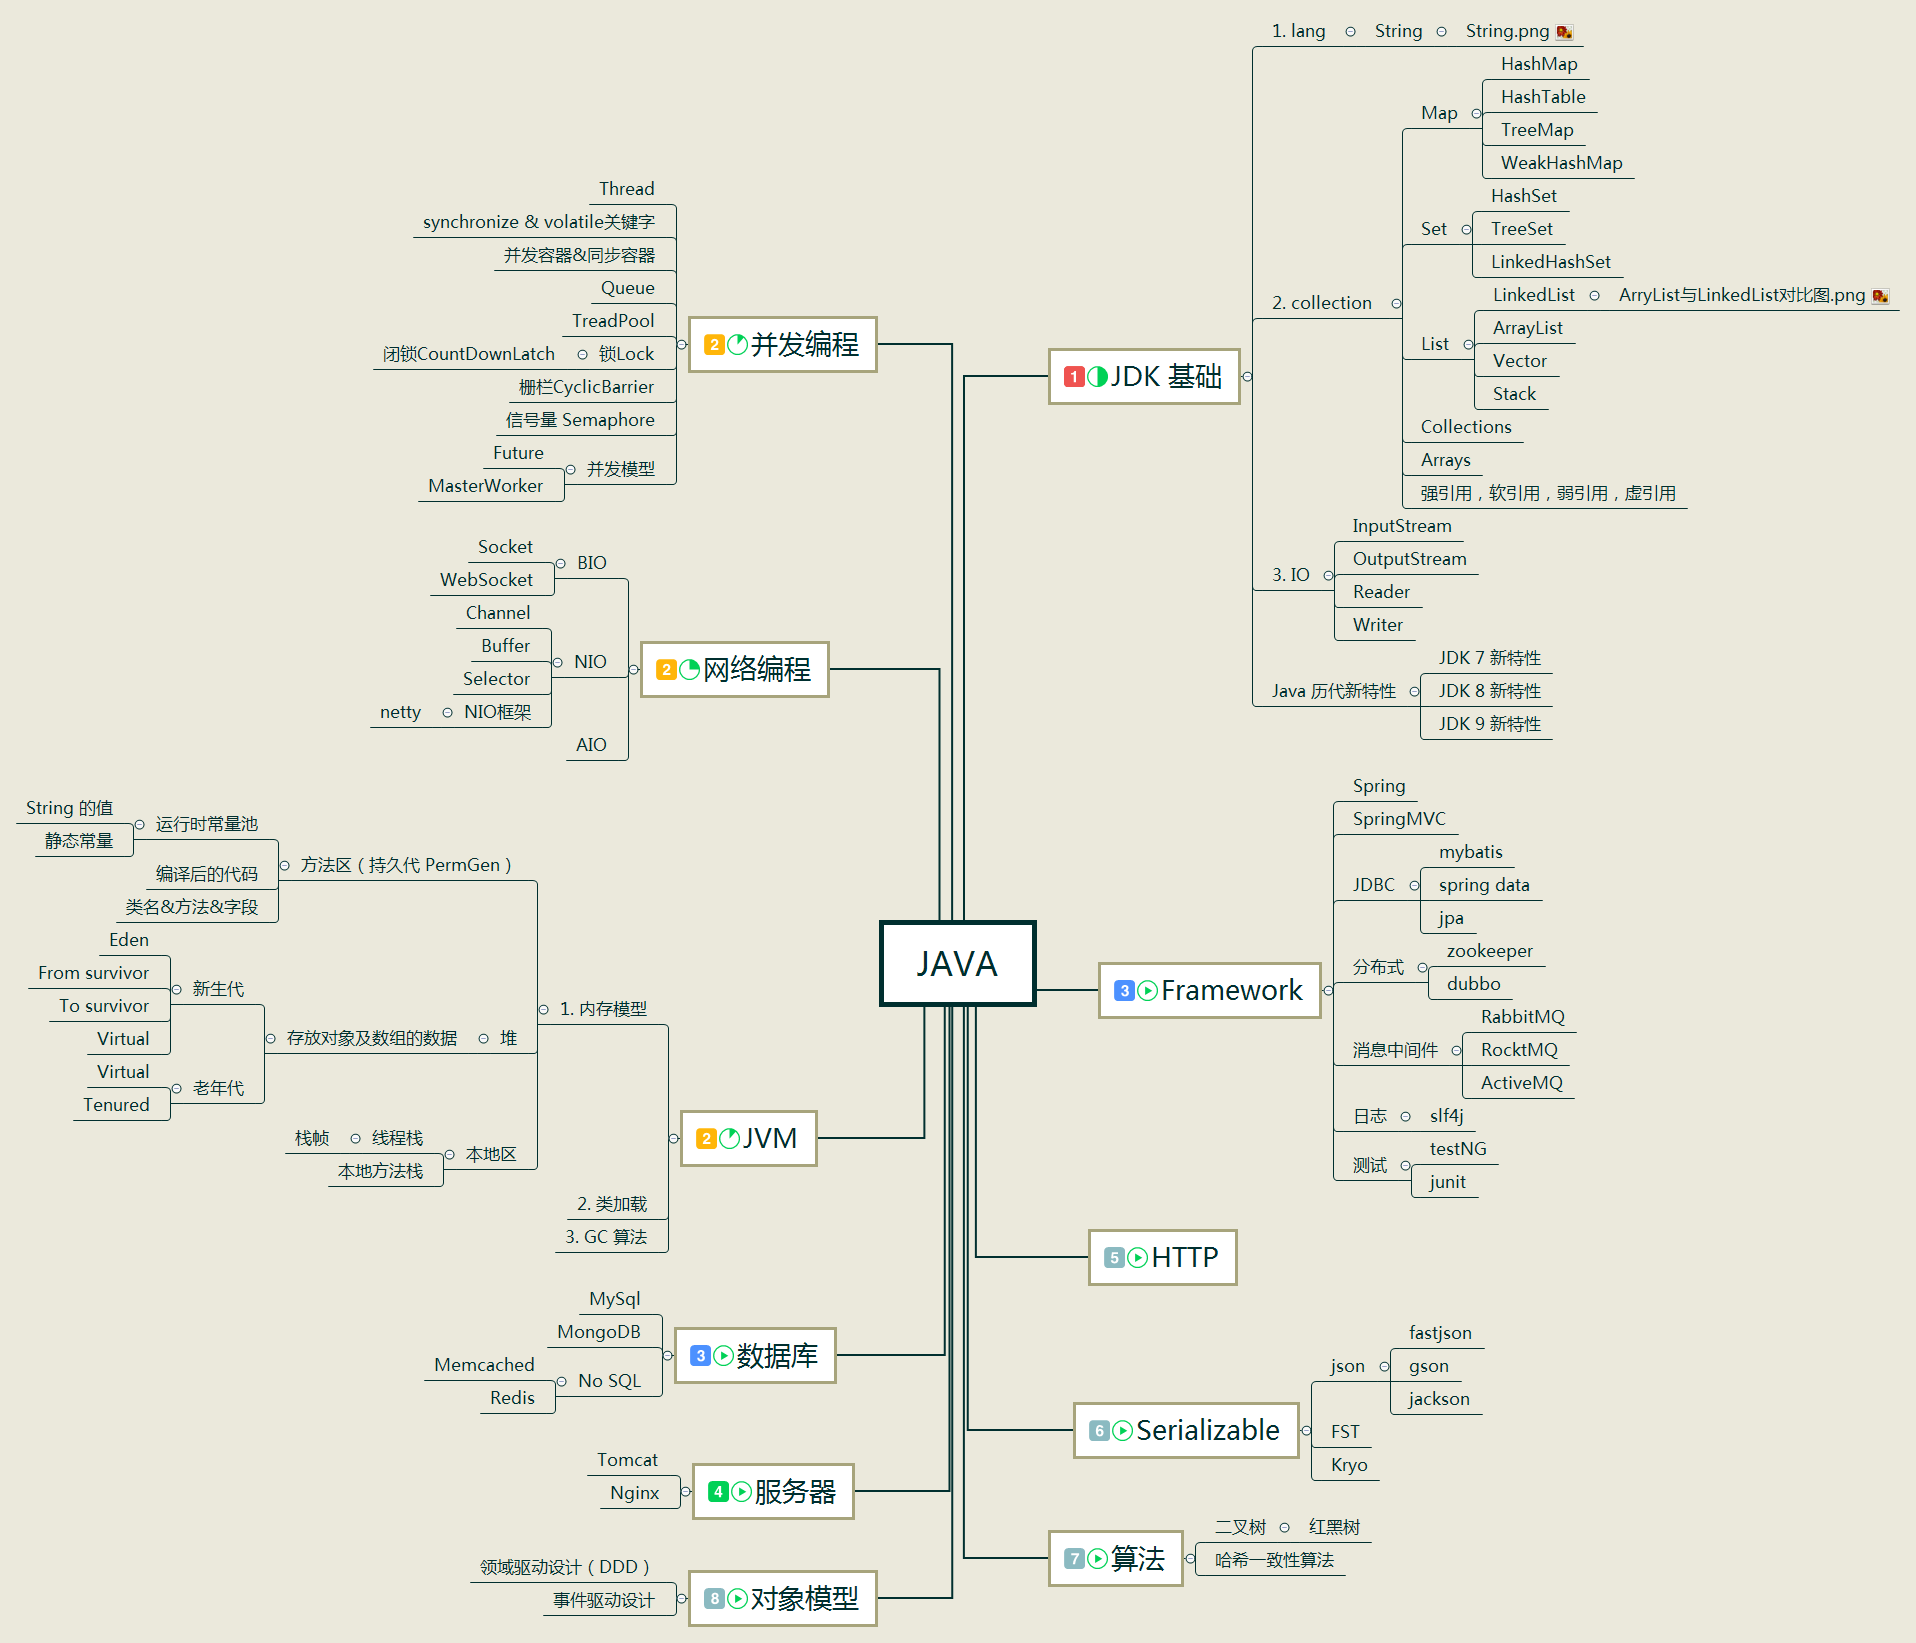 JAVA
1 JDK 基础
1. lang
String
String.png
2. collection
Map
HashMap
HashTable
TreeMap
WeakHashMap
Set
HashSet
TreeSet
LinkedHashSet
List
LinkedList
ArryList与LinkedList对比图.png
ArrayList
Vector
Stack
Collections
Arrays
强引用，软引用，弱引用，虚引用
3. IO
InputStream
OutputStream
Reader
Writer
Java 历代新特性
JDK 7 新特性
JDK 8 新特性
JDK 9 新特性
3 Framework
Spring
SpringMVC
JDBC
mybatis
spring data
jpa
分布式
zookeeper
dubbo
消息中间件
RabbitMQ
RocktMQ
ActiveMQ
日志
slf4j
测试
testNG
junit
5 HTTP
6 Serializable
json
fastjson
gson
jackson
FST
Kryo
7 算法
二叉树
红黑树
哈希一致性算法
2 并发编程
Thread
synchronize & volatile关键字
并发容器&同步容器
Queue
TreadPool
锁Lock
闭锁CountDownLatch
栅栏CyclicBarrier
信号量 Semaphore
并发模型
Future
MasterWorker
2 网络编程
BIO
Socket
WebSocket
NIO
Channel
Buffer
Selector
NIO框架
netty
AIO
2 JVM
1. 内存模型
方法区（持久代 PermGen）
运行时常量池
String 的值
静态常量
编译后的代码
类名&方法&字段
堆
存放对象及数组的数据
新生代
Eden
From survivor
To survivor
Virtual
老年代
Virtual
Tenured
本地区
线程栈
栈帧
本地方法栈
2. 类加载
3. GC 算法
3 数据库
MySql
MongoDB
No SQL
Memcached
Redis
4 服务器
Tomcat
Nginx
8 对象模型
领域驱动设计（DDD）
事件驱动设计